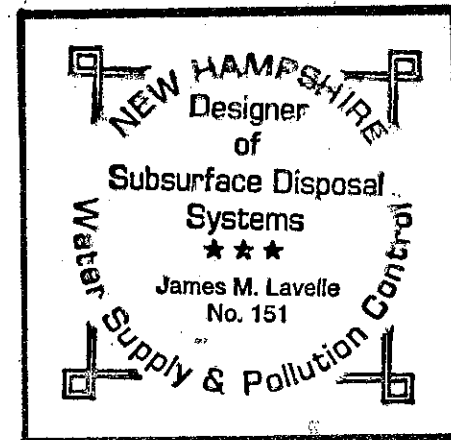 NEW HAMPSHIRE
Designer
of
Subsurface Disposal
Systems
★★★
James M. Lavelle
No. 151
Water Supply & Pollution Control